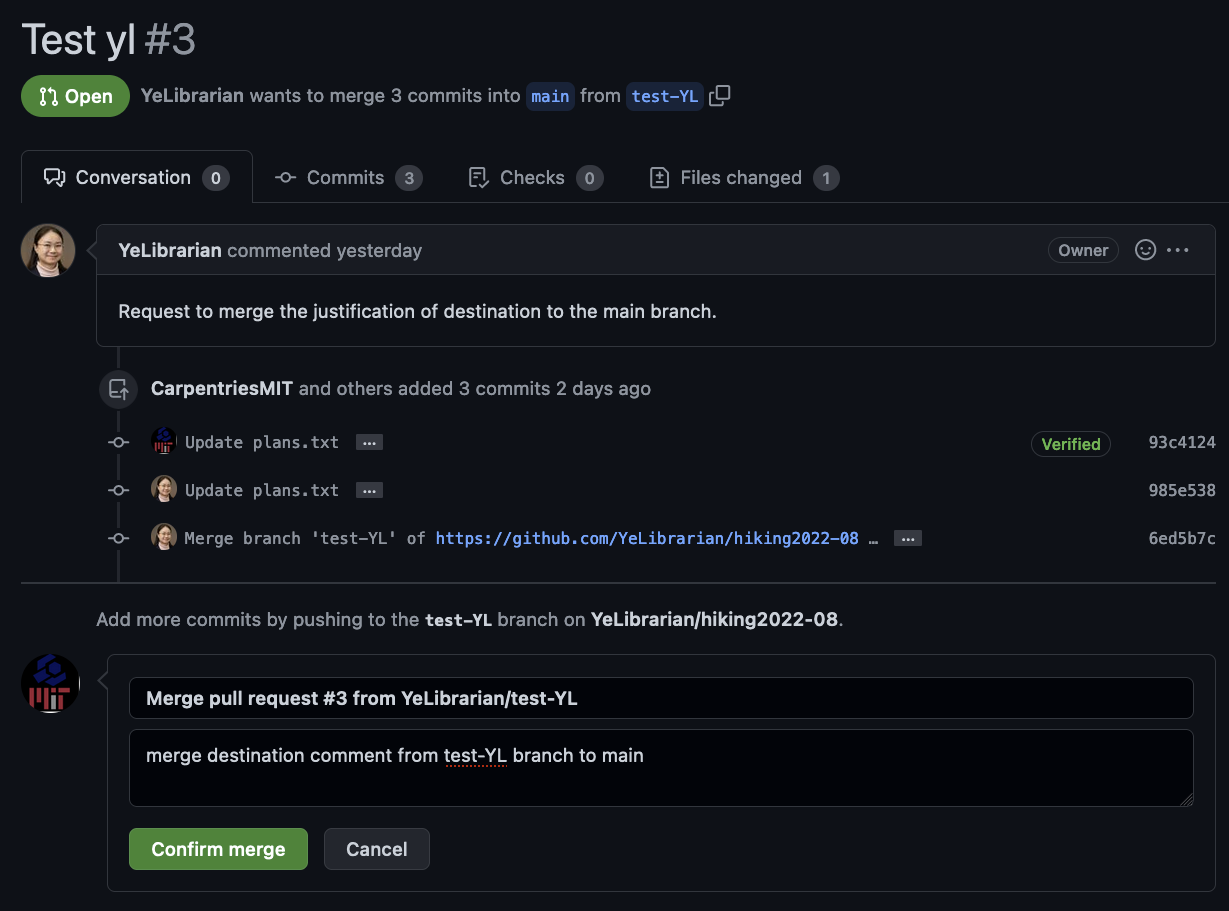 Test yl #3
Open YeLibrarian wants to merge 3 commits into main from test-YL
Conversation 0 Commits 3 Checks 0 Files changed 1
YeLibrarian commented yesterday Owner
Request to merge the justification of destination to the main branch.
CarpentriesMIT and others added 3 commits 2 days ago
Update plans.txt … Verified 93c4124
Update plans.txt … 985e538
Merge branch 'test-YL' of https://github.com/YeLibrarian/hiking2022-08 … … 6ed5b7c
Add more commits by pushing to the test-YL branch on YeLibrarian/hiking2022-08.
Merge pull request #3 from YeLibrarian/test-YL
merge destination comment from test-YL branch to main
Confirm merge Cancel